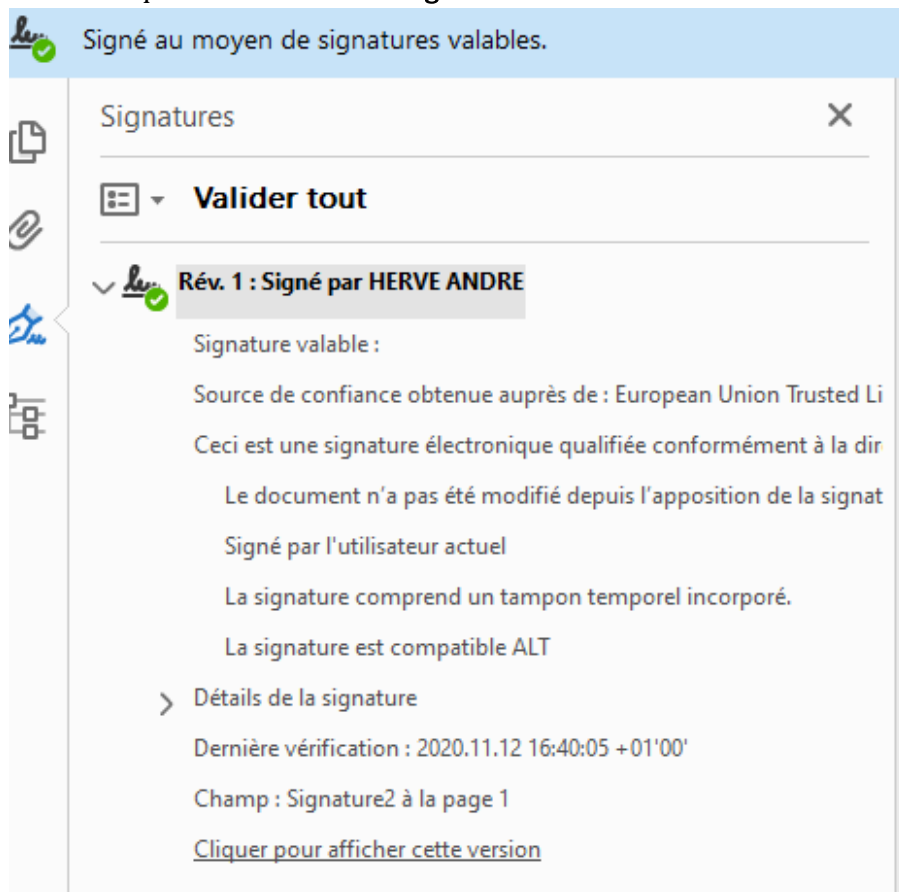 Signé au moyen de signatures valables.
Signatures
Valider tout
Rév. 1 : Signé par HERVE ANDRE
Signature valable :
Source de confiance obtenue auprès de : European Union Trusted Li
Ceci est une signature électronique qualifiée conformément à la dir
Le document n'a pas été modifié depuis l'apposition de la signat
Signé par l'utilisateur actuel
La signature comprend un tampon temporel incorporé.
La signature est compatible ALT
Détails de la signature
Dernière vérification : 2020.11.12 16:40:05 +01'00'
Champ : Signature2 à la page 1
Cliquer pour afficher cette version